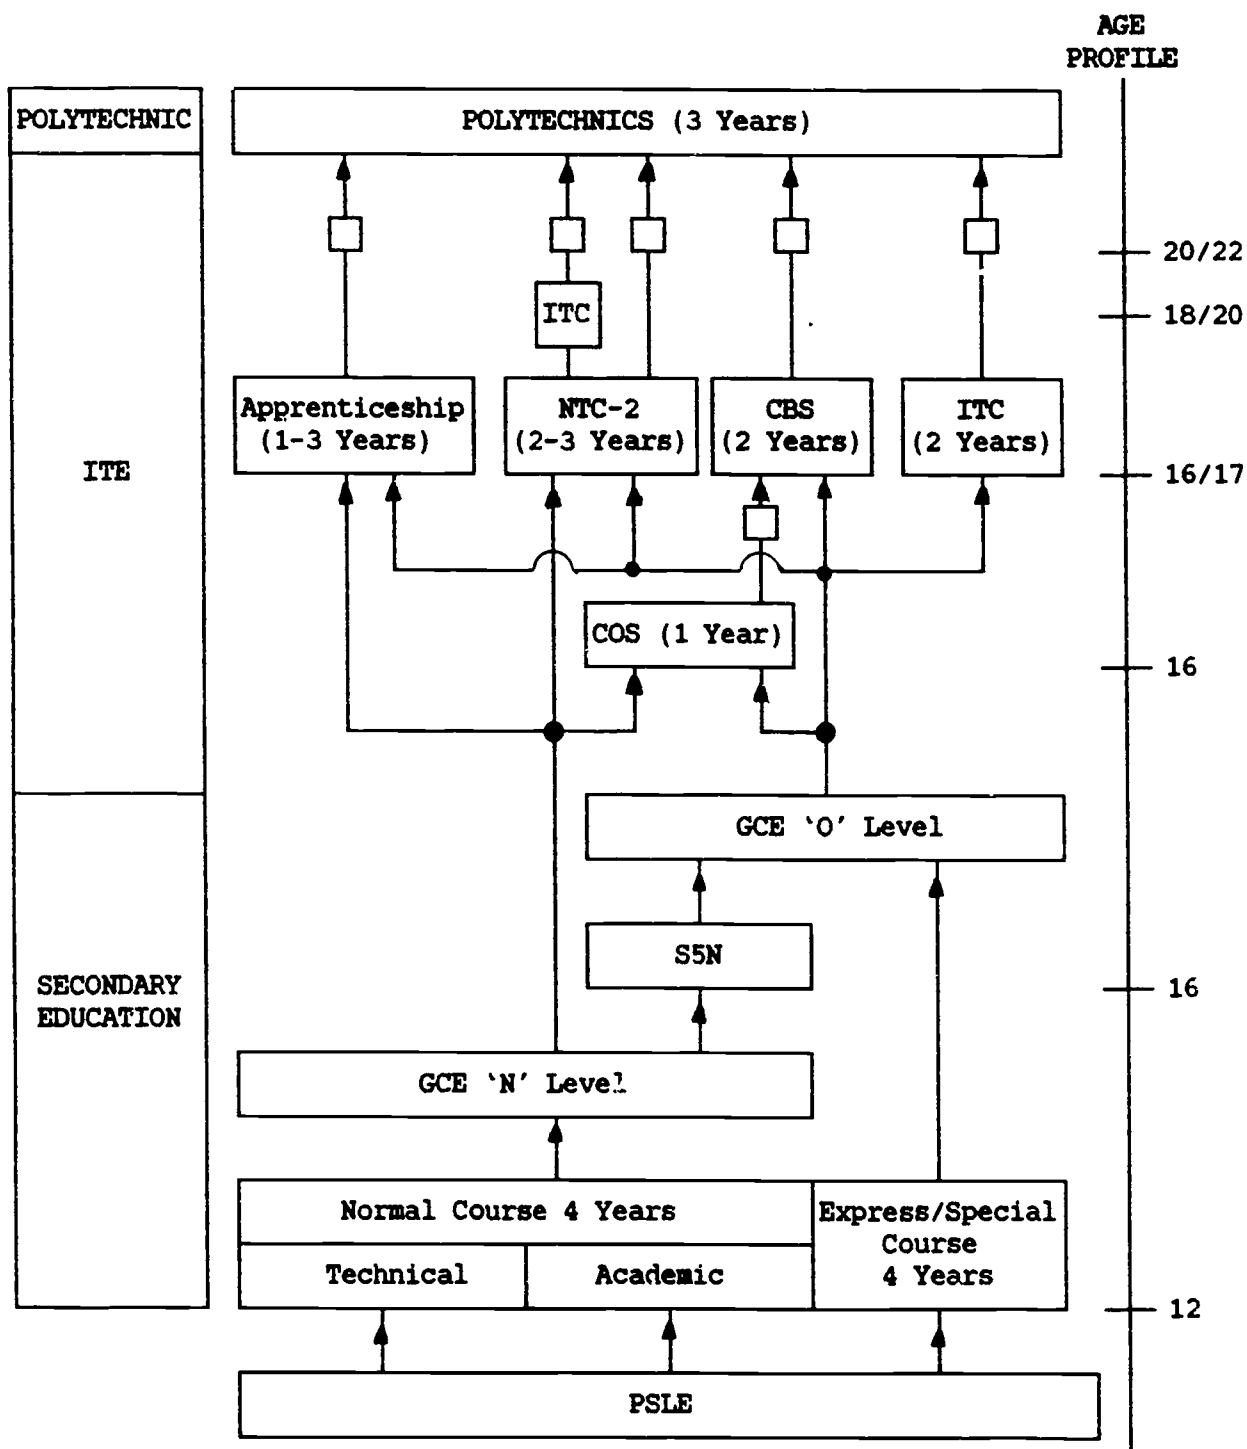 AGE
PROFILE
POLYTECHNIC
POLYTECHNICS (3 Years)
20/22
ITC
18/20
Apprenticeship
(1-3 Years)
NTC-2
(2-3 Years)
CBS
(2 Years)
ITC
(2 Years)
ITE
16/17
COS (1 Year)
16
GCE ‘O’ Level
S5N
SECONDARY
EDUCATION
16
GCE ‘N’ Level
Normal Course 4 Years
Express/Special
Course
4 Years
Technical
Academic
12
PSLE